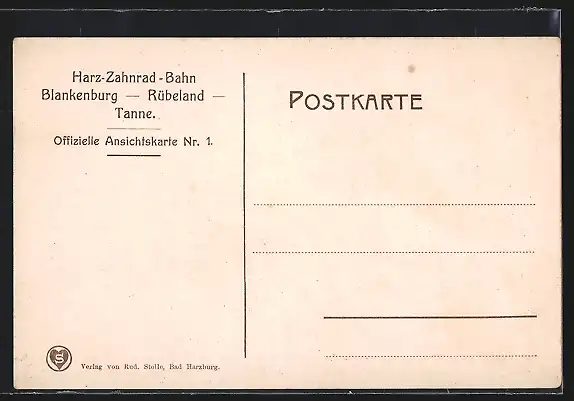 Harz-Zahnrad-Bahn
Blankenburg — Rübeland —
Tanne.
Offizielle Ansichtskarte Nr. 1.
POSTKARTE
S
Verlag von Rud. Stolle, Bad Harzburg.